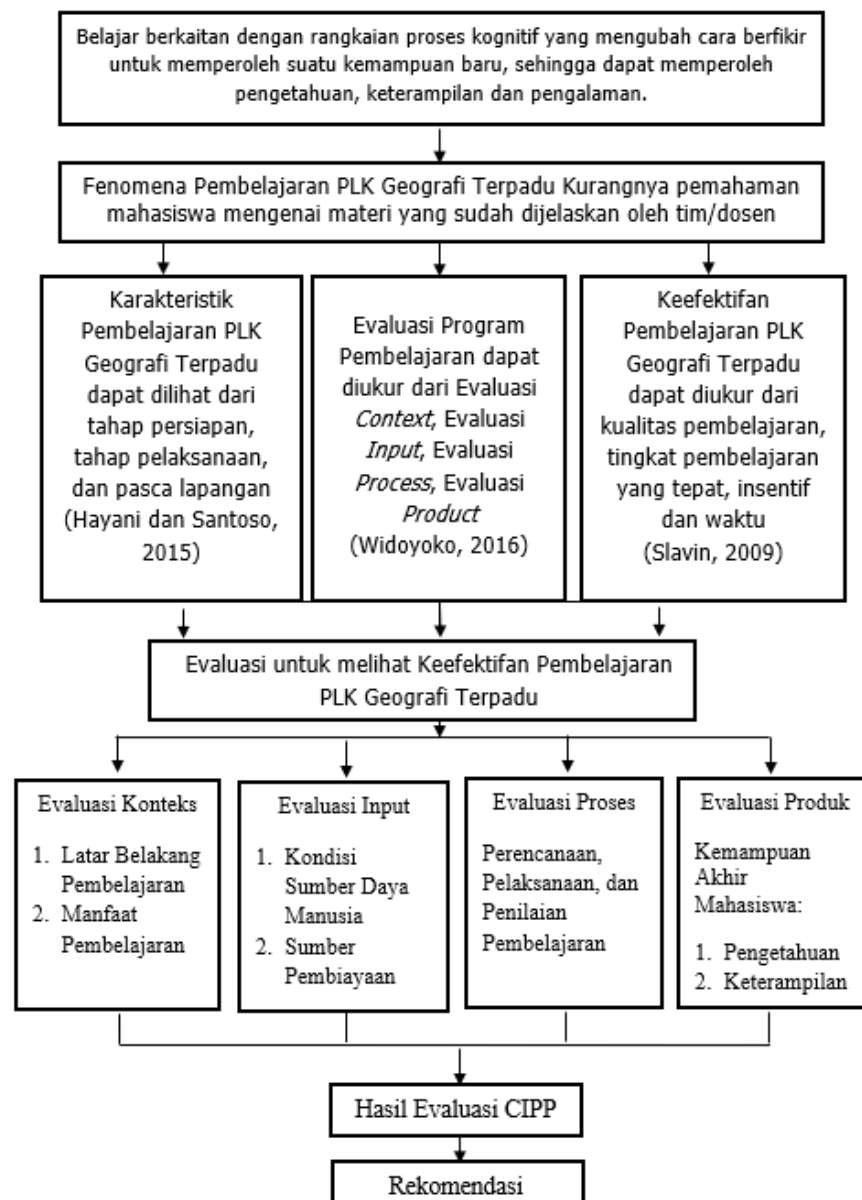 Belajar berkaitan dengan rangkaian proses kognitif yang mengubah cara berfikir
untuk memperoleh suatu kemampuan baru, sehingga dapat memperoleh
pengetahuan, keterampilan dan pengalaman.
Fenomena Pembelajaran PLK Geografi Terpadu Kurangnya pemahaman
mahasiswa mengenai materi yang sudah dijelaskan oleh tim/dosen
Karakteristik
Pembelajaran PLK
Geografi Terpadu
dapat dilihat dari
tahap persiapan,
tahap pelaksanaan,
dan pasca lapangan
(Hayani dan Santoso,
2015)
Evaluasi Program
Pembelajaran dapat
diukur dari Evaluasi
Context, Evaluasi
Input, Evaluasi
Process, Evaluasi
Product
(Widoyoko, 2016)
Keefektifan
Pembelajaran PLK
Geografi Terpadu
dapat diukur dari
kualitas pembelajaran,
tingkat pembelajaran
yang tepat, insentif
dan waktu
(Slavin, 2009)
Evaluasi untuk melihat Keefektifan Pembelajaran
PLK Geografi Terpadu
Evaluasi Konteks
1. Latar Belakang
Pembelajaran
2. Manfaat
Pembelajaran
Evaluasi Input
1. Kondisi
Sumber Daya
Manusia
2. Sumber
Pembiayaan
Evaluasi Proses
Perencanaan,
Pelaksanaan, dan
Penilaian
Pembelajaran
Evaluasi Produk
Kemampuan
Akhir
Mahasiswa:
1. Pengetahuan
2. Keterampilan
Hasil Evaluasi CIPP
Rekomendasi